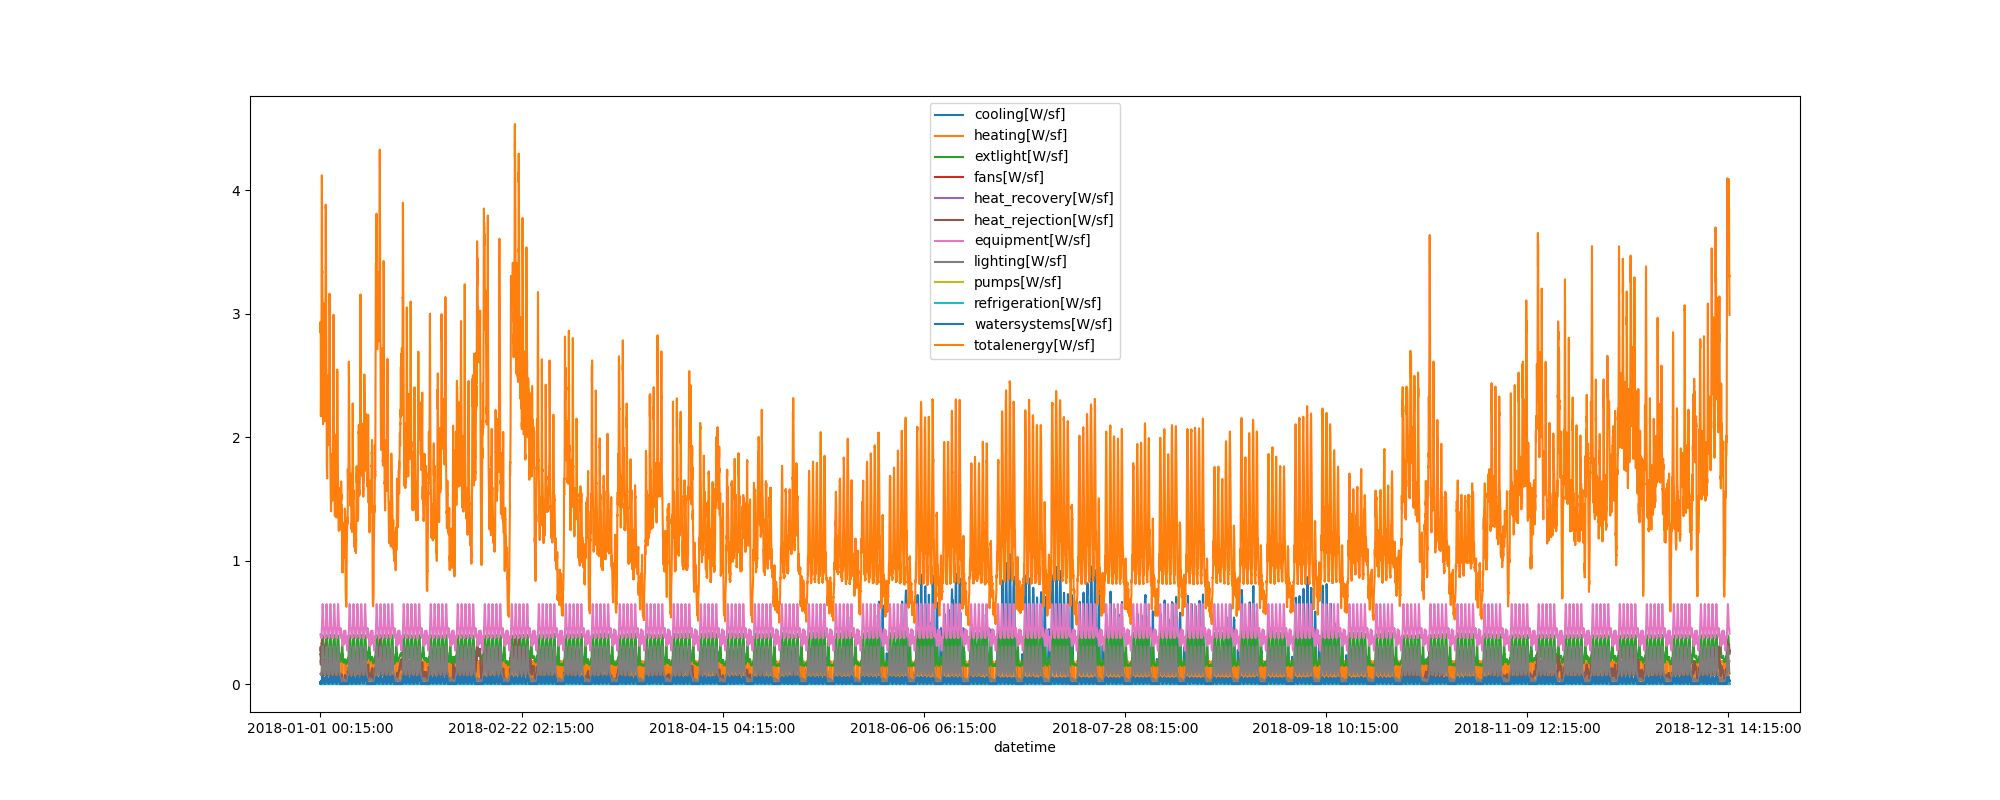 cooling[W/sf]
heating[W/sf]
extlight[W/sf]
fans[W/sf]
heat_recovery[W/sf]
heat_rejection[W/sf]
equipment[W/sf]
lighting[W/sf]
pumps[W/sf]
refrigeration[W/sf]
watersystems[W/sf]
totalenergy[W/sf]
4
3
2
1
0
2018-01-01 00:15:00 2018-02-22 02:15:00 2018-04-15 04:15:00 2018-06-06 06:15:00 2018-07-28 08:15:00 2018-09-18 10:15:00 2018-11-09 12:15:00 2018-12-31 14:15:00
datetime